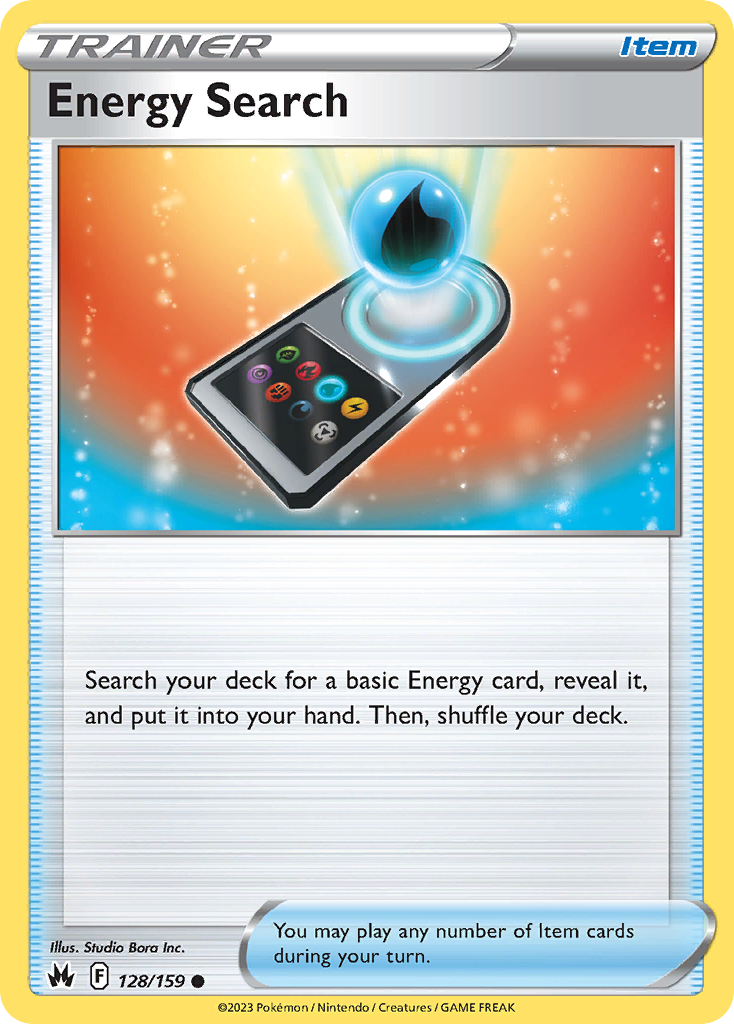 TRAINER
Item
Energy Search
Search your deck for a basic Energy card, reveal it,
and put it into your hand. Then, shuffle your deck.
You may play any number of Item cards
during your turn.
Illus. Studio Bora Inc.
F 128/159
©2023 Pokémon / Nintendo / Creatures / GAME FREAK